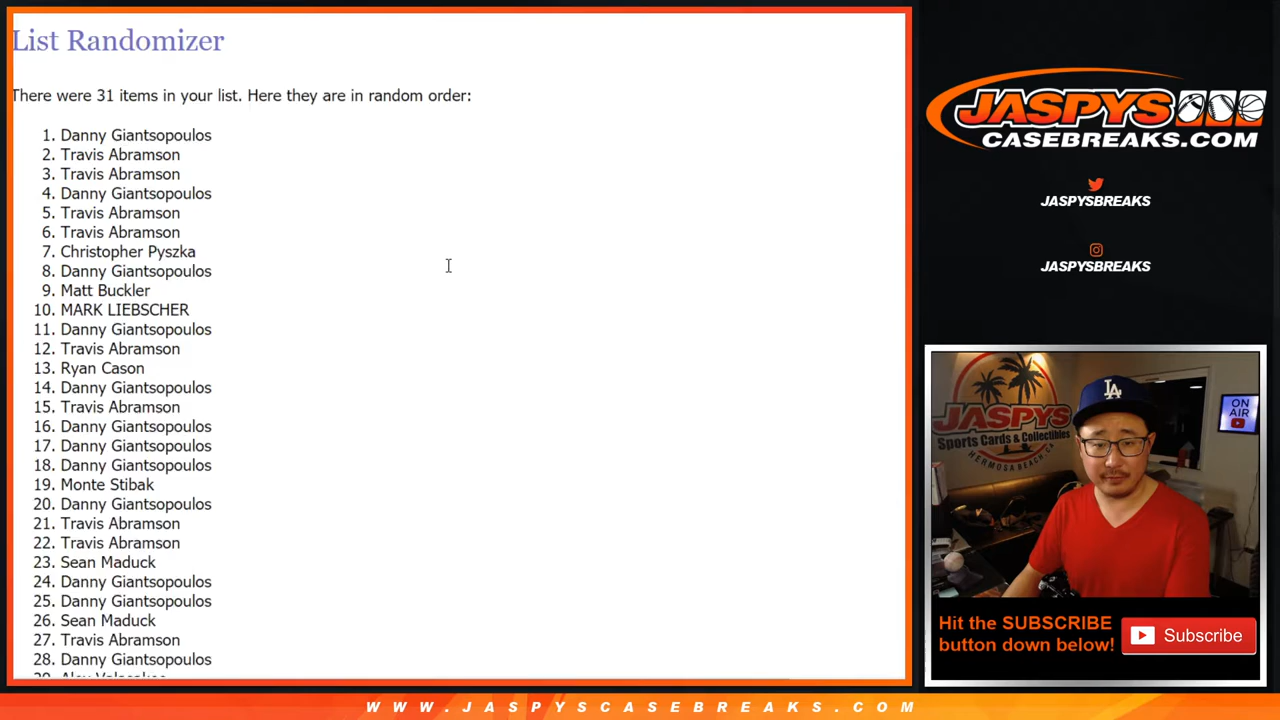 List Randomizer
There were 31 items in your list. Here they are in random order:
1. Danny Giantsopoulos
2. Travis Abramson
3. Travis Abramson
4. Danny Giantsopoulos
5. Travis Abramson
6. Travis Abramson
7. Christopher Pyszka
8. Danny Giantsopoulos
9. Matt Buckler
10. MARK LIEBSCHER
11. Danny Giantsopoulos
12. Travis Abramson
13. Ryan Cason
14. Danny Giantsopoulos
15. Travis Abramson
16. Danny Giantsopoulos
17. Danny Giantsopoulos
18. Danny Giantsopoulos
19. Monte Stibak
20. Danny Giantsopoulos
21. Travis Abramson
22. Travis Abramson
23. Sean Maduck
24. Danny Giantsopoulos
25. Danny Giantsopoulos
26. Sean Maduck
27. Travis Abramson
28. Danny Giantsopoulos
JASPYS
CASEBREAKS.COM
JASPYSBREAKS
JASPYSBREAKS
JASPYS
Sports Cards & Collectibles
HERMOSA BEACH, CA
LA
ON
AIR
Hit the SUBSCRIBE
button down below!
Subscribe
WWW.JASPYSCASEBREAKS.COM